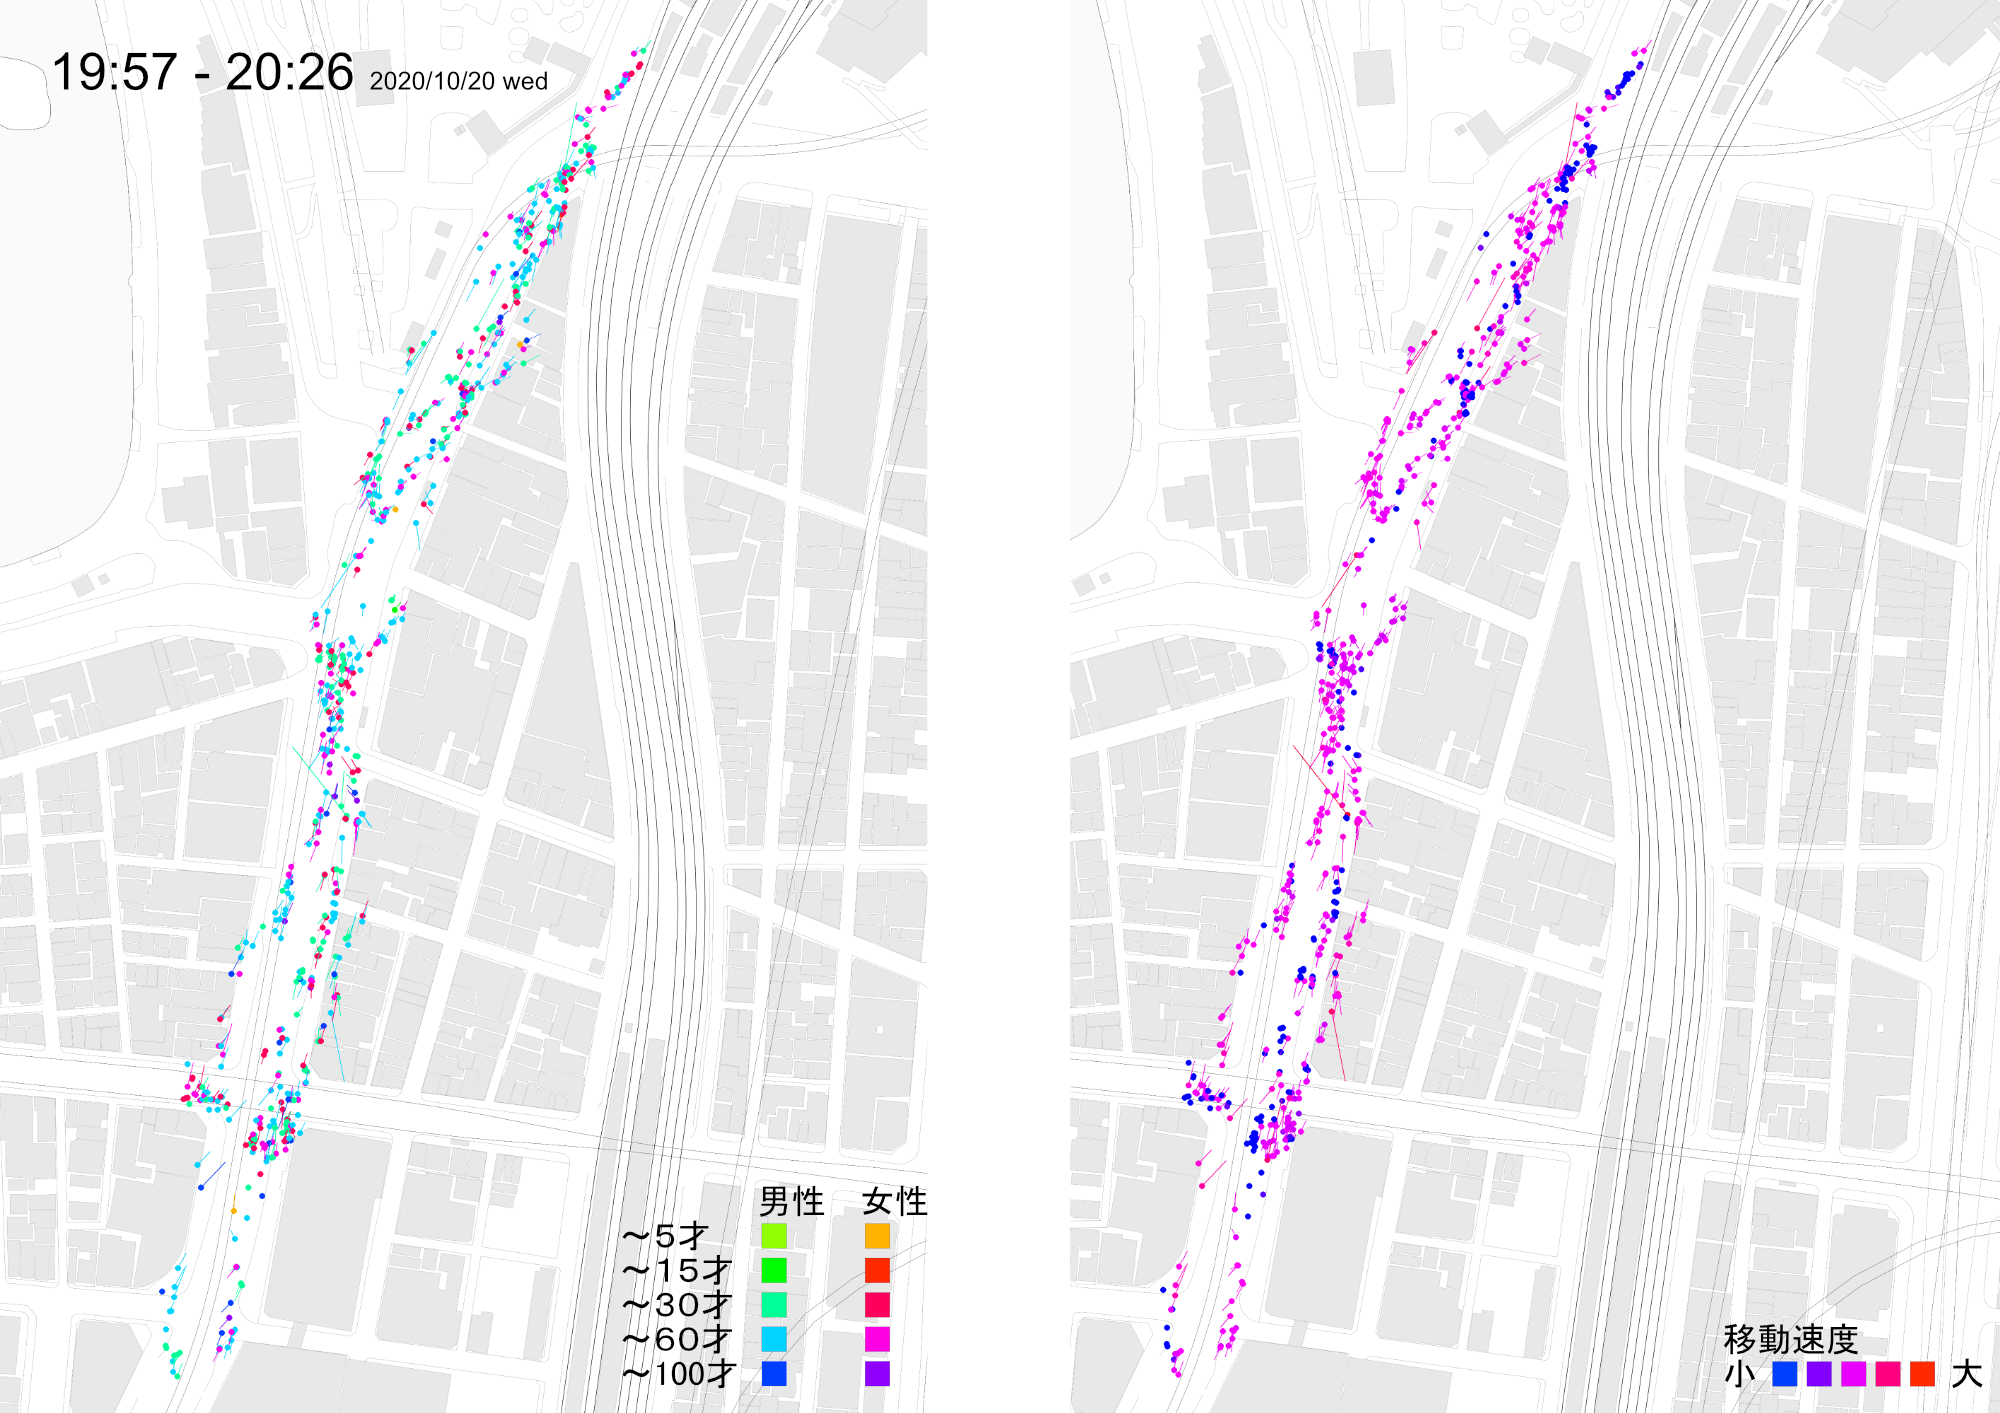 19:57 - 20:26 2020/10/20 wed
男性 女性
～5才
～15才
～30才
～60才
～100才
移動速度
小 大